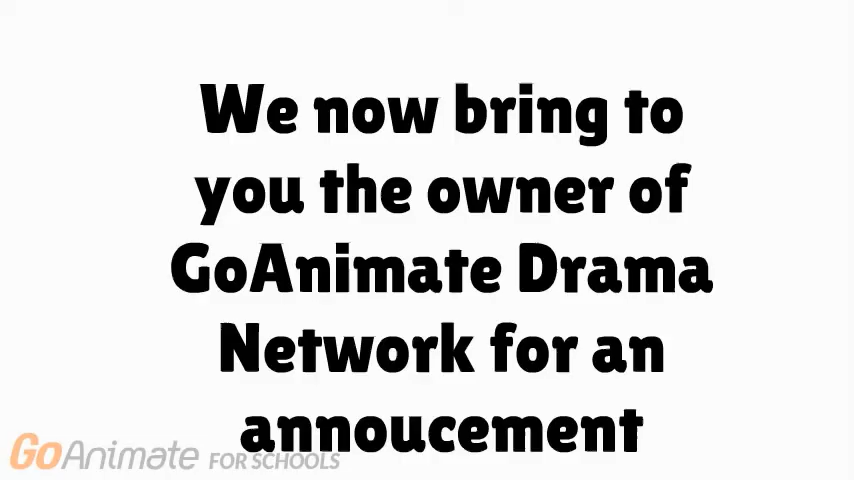 We now bring to
you the owner of
GoAnimate Drama
Network for an
annoucement
GoAnimate FOR SCHOOLS